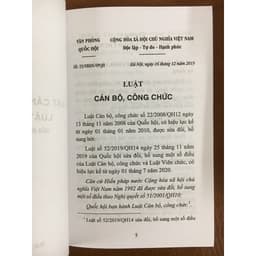 VĂN PHÒNG
QUỐC HỘI
CỘNG HÒA XÃ HỘI CHỦ NGHĨA VIỆT NAM
Độc lập - Tự do - Hạnh phúc
Hà Nội, ngày 16 tháng 12 năm 2019
LUẬT
CÁN BỘ, CÔNG CHỨC
Luật Cán bộ, công chức số 22/2008/QH12 ngày
13 tháng 11 năm 2008 của Quốc hội, có hiệu lực kể
từ ngày 01 tháng 01 năm 2010, được sửa đổi, bổ
sung bởi:
Luật số 52/2019/QH14 ngày 25 tháng 11 năm
2019 của Quốc hội sửa đổi, bổ sung một số điều
của Luật Cán bộ, công chức và Luật Viên chức, có
hiệu lực kể từ ngày 01 tháng 7 năm 2020.
Căn cứ Hiến pháp nước Cộng hòa xã hội chủ
nghĩa Việt Nam năm 1992 đã được sửa đổi, bổ sung
một số điều theo Nghị quyết số 51/2001/QH10;
Quốc hội ban hành Luật Cán bộ, công chức
Luật số 52/2019/QH14 sửa đổi, bổ sung một số điều
5